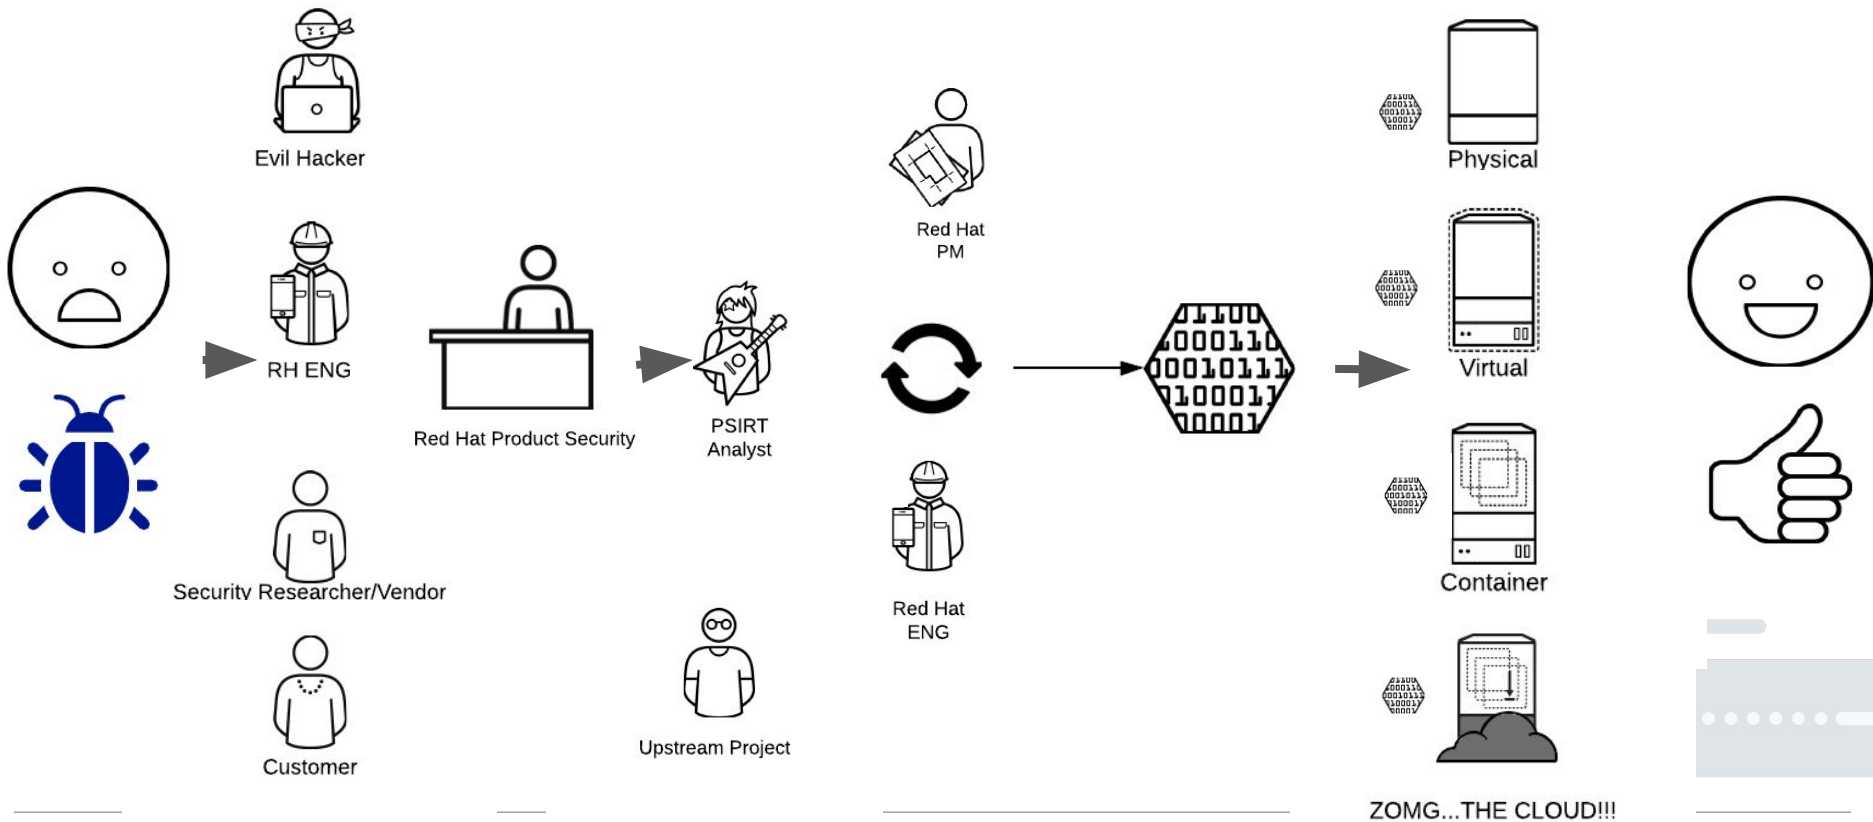 Evil Hacker
RH ENG
Security Researcher/Vendor
Customer
Red Hat Product Security
PSIRT
Analyst
Upstream Project
Red Hat
PM
Red Hat
ENG
Physical
Virtual
Container
ZOMG...THE CLOUD!!!